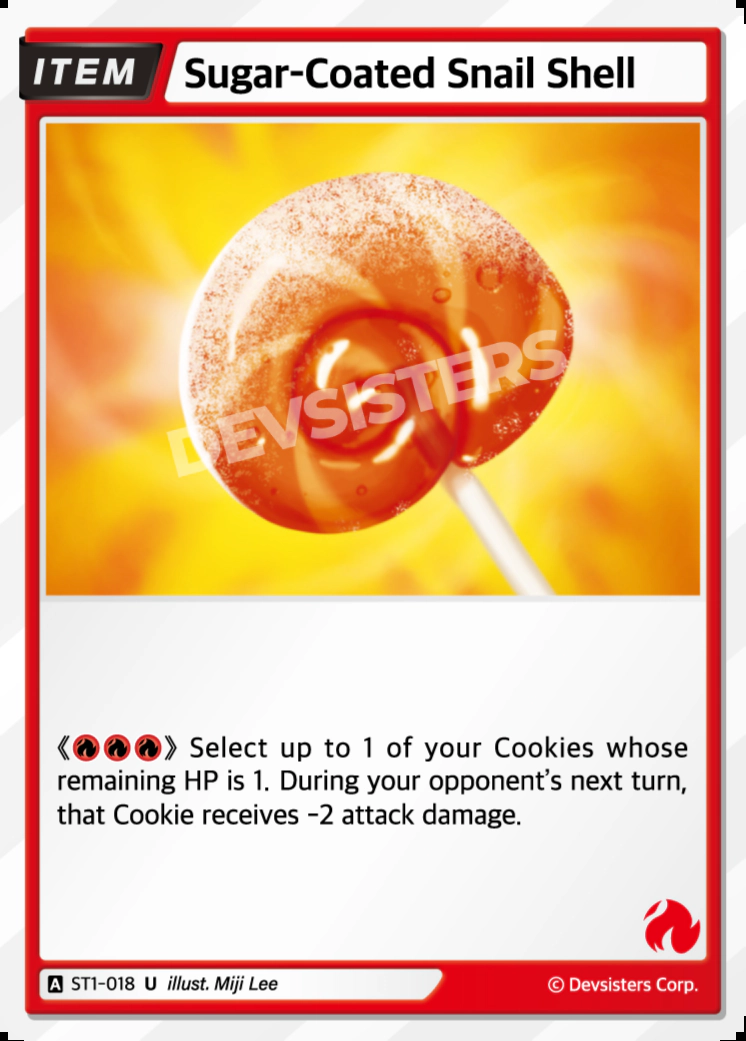 ITEM
Sugar-Coated Snail Shell
DEVSISTERS
《》 Select up to 1 of your Cookies whose
remaining HP is 1. During your opponent's next turn,
that Cookie receives -2 attack damage.
A ST1-018 U illust. Miji Lee
© Devsisters Corp.